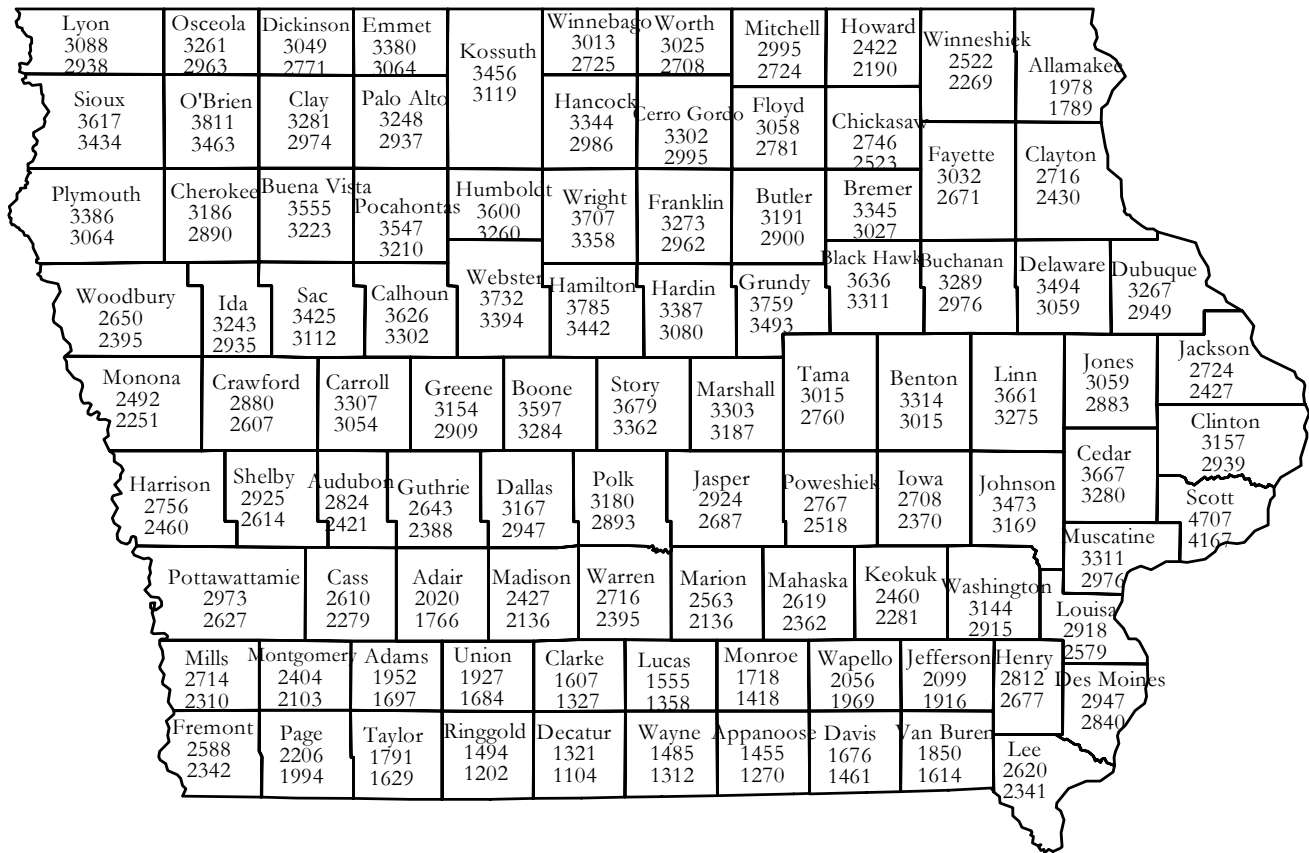 Lyon
3088
2938
Osceola
3261
2963
Dickinson
3049
2771
Emmet
3380
3064
Kossuth
3456
3119
Winnebago
3013
2725
Worth
3025
2708
Mitchell
2995
2724
Howard
2422
2190
Winneshiek
2522
2269
Allamakee
1978
1789
Sioux
3617
3434
O'Brien
3811
3463
Clay
3281
2974
Palo Alto
3248
2937
Hancock
3344
2986
Cerro Gordo
3302
2995
Floyd
3058
2781
Chickasaw
2746
2523
Fayette
3032
2671
Clayton
2716
2430
Plymouth
3386
3064
Cherokee
3186
2890
Buena Vista
3555
3223
Pocahontas
3547
3210
Humboldt
3600
3260
Wright
3707
3358
Franklin
3273
2962
Butler
3191
2900
Bremer
3345
3027
Woodbury
2650
2395
Ida
3243
2935
Sac
3425
3112
Calhoun
3626
3302
Webster
3732
3394
Hamilton
3785
3442
Hardin
3387
3080
Grundy
3759
3493
Black Hawk
3636
3311
Buchanan
3289
2976
Delaware
3494
3059
Dubuque
3267
2949
Monona
2492
2251
Crawford
2880
2607
Carroll
3307
3054
Greene
3154
2909
Boone
3597
3284
Story
3679
3362
Marshall
3303
3187
Tama
3015
2760
Benton
3314
3015
Linn
3661
3275
Jones
3059
2883
Jackson
2724
2427
Clinton
3157
2939
Harrison
2756
2460
Shelby
2925
2614
Audubon
2824
2421
Guthrie
2643
2388
Dallas
3167
2947
Polk
3180
2893
Jasper
2924
2687
Poweshiek
2767
2518
Iowa
2708
2370
Johnson
3473
3169
Cedar
3667
3280
Scott
4707
4167
Muscatine
3311
2976
Pottawattamie
2973
2627
Cass
2610
2279
Adair
2020
1766
Madison
2427
2136
Warren
2716
2395
Marion
2563
2136
Mahaska
2619
2362
Keokuk
2460
2281
Washington
3144
2915
Louisa
2918
2579
Mills
2714
2310
Montgomery
2404
2103
Adams
1952
1697
Union
1927
1684
Clarke
1607
1327
Lucas
1555
1358
Monroe
1718
1418
Wapello
2056
1969
Jefferson
2099
1916
Henry
2812
2677
Des Moines
2947
2840
Fremont
2588
2342
Page
2206
1994
Taylor
1791
1629
Ringgold
1494
1202
Decatur
1321
1104
Wayne
1485
1312
Appanoose
1455
1270
Davis
1676
1461
Van Buren
1850
1614
Lee
2620
2341